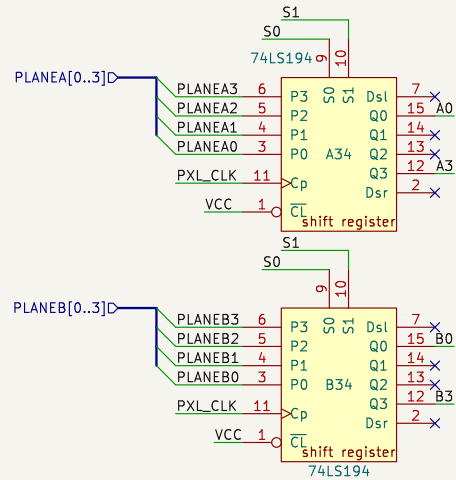 S1
S0
74LS194
9
10
PLANEA[0..3]
PLANEA3 6 P3 S0 S1 Dsl 7
PLANEA2 5 P2 Q0 15 A0
PLANEA1 4 P1 Q1 14
PLANEA0 3 P0 A34 Q2 13
Q3 12 A3
PXL_CLK 11 Cp
Dsr 2
VCC 1 CL
shift register
S1
S0
9
10
PLANEB[0..3]
PLANEB3 6 P3 S0 S1 Dsl 7
PLANEB2 5 P2 Q0 15 B0
PLANEB1 4 P1 Q1 14
PLANEB0 3 P0 B34 Q2 13
Q3 12 B3
PXL_CLK 11 Cp
Dsr 2
VCC 1 CL
shift register
74LS194